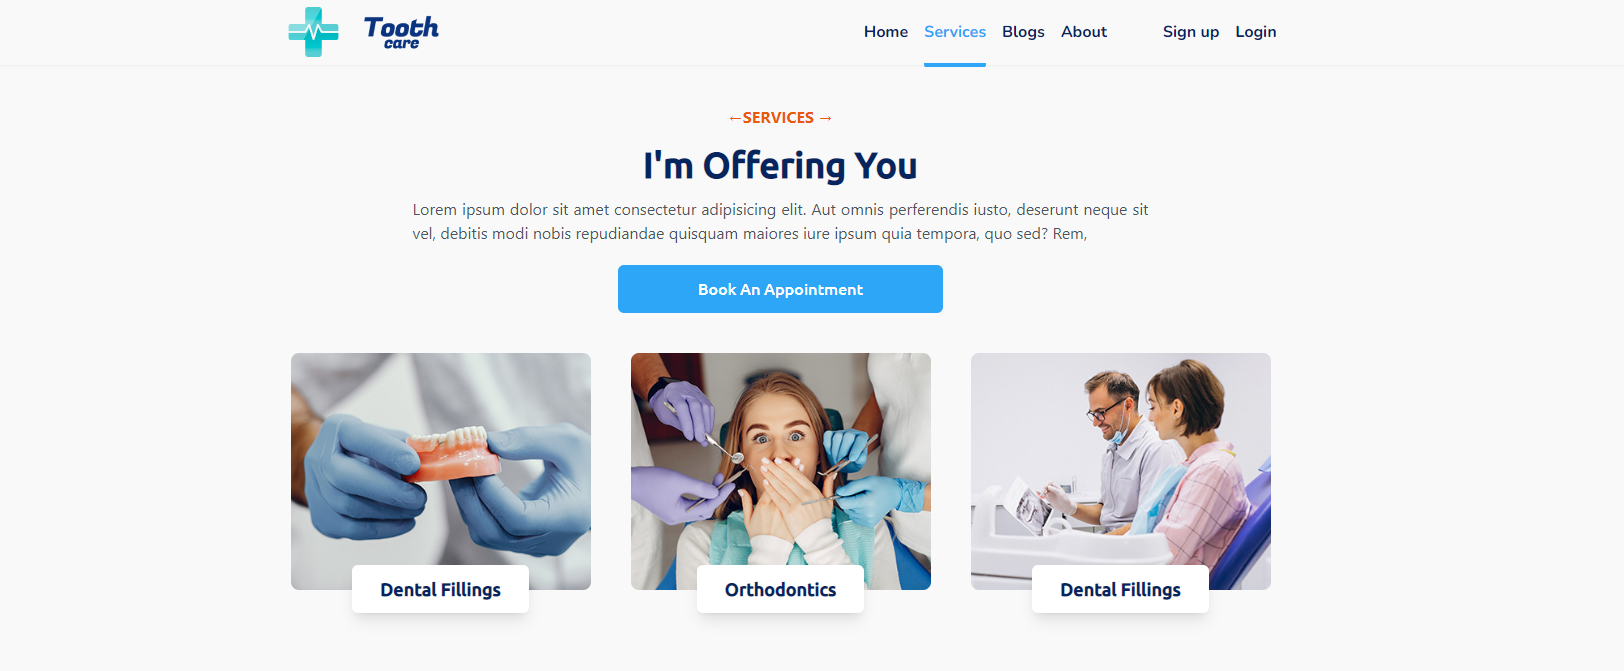 Tooth
care
Home Services Blogs About Sign up Login
←SERVICES →
I'm Offering You
Lorem ipsum dolor sit amet consectetur adipisicing elit. Aut omnis perferendis iusto, deserunt neque sit
vel, debitis modi nobis repudiandae quisquam maiores iure ipsum quia tempora, quo sed? Rem,
Book An Appointment
Dental Fillings
Orthodontics
Dental Fillings